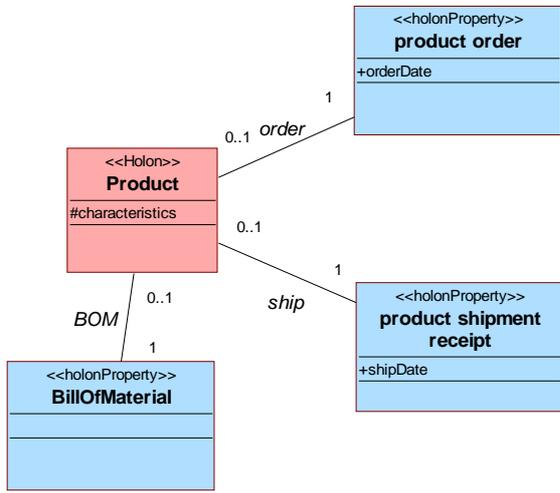 <<holonProperty>>
product order
+orderDate
1
0..1
order
<<Holon>>
Product
#characteristics
0..1
1
ship
<<holonProperty>>
product shipment
receipt
+shipDate
0..1
BOM
1
<<holonProperty>>
BillOfMaterial